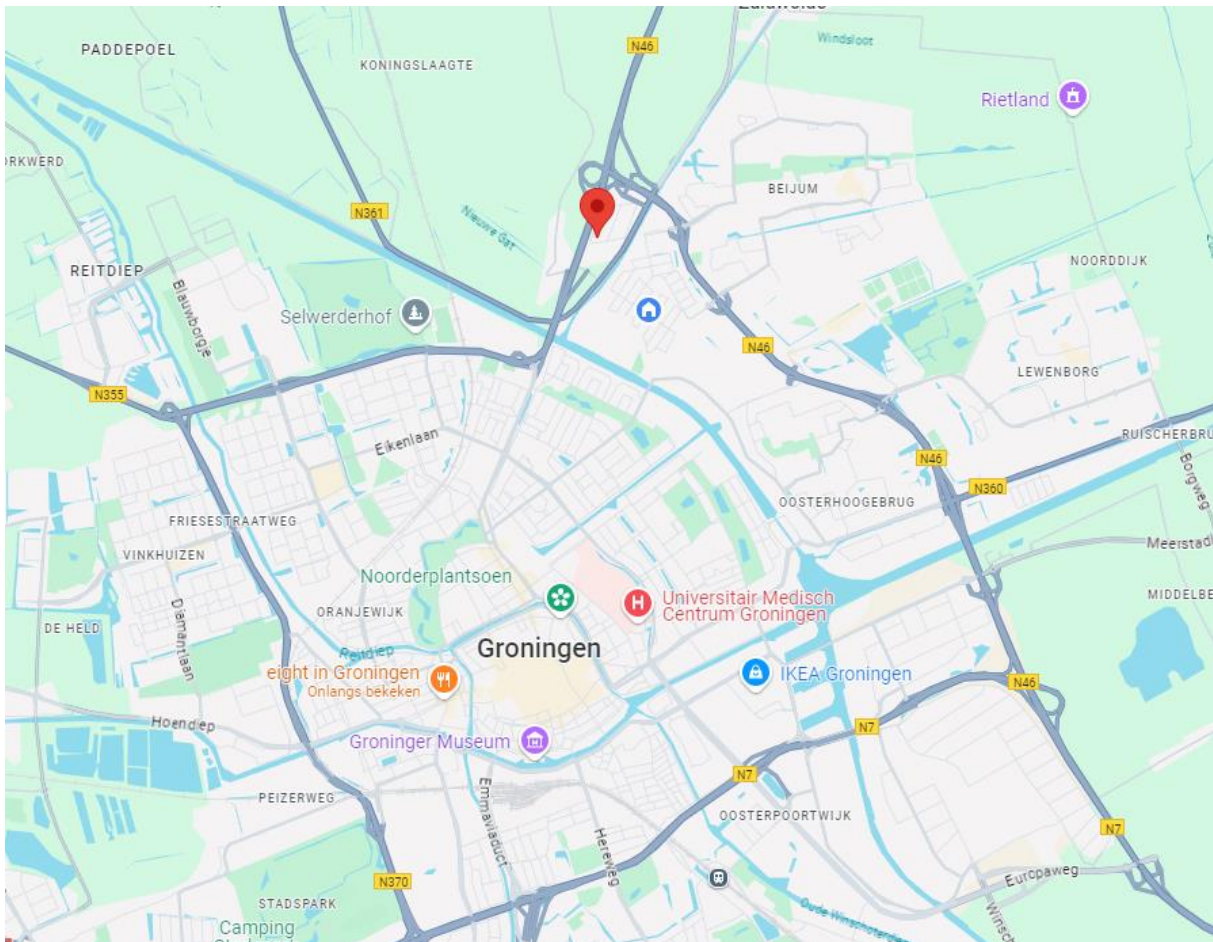 Zuidwolde
PADDEPOEL
N46
Windsloot
KONINGSLAAGTE
Rietland
BEIJUM
N361
Nieuwe Gat
NOORDDIJK
REITDIEP
Blauwborgje
Selwerderhof
N46
LEWENBORG
N355
Eikenlaan
RUISCHERBRU
N46
Borgweg
N360
OOSTERHOOGEBRUG
FRIESESTRAATWEG
VINKHUIZEN
Meerstad
Noorderplantsoen
Universitair Medisch
Centrum Groningen
MIDDELBE
Diamantlaan
ORANJEWIJK
DE HELD
Reitdiep
Groningen
eight in Groningen
Onlangs bekeken
IKEA Groningen
N46
Hoendiep
N7
Groninger Museum
N7
PEIZERWEG
Emmaviaduct
Hereweg
OOSTERPOORTWIJK
N7
Europaweg
N370
STADSPARK
Oude Winschoterdiep
Camping